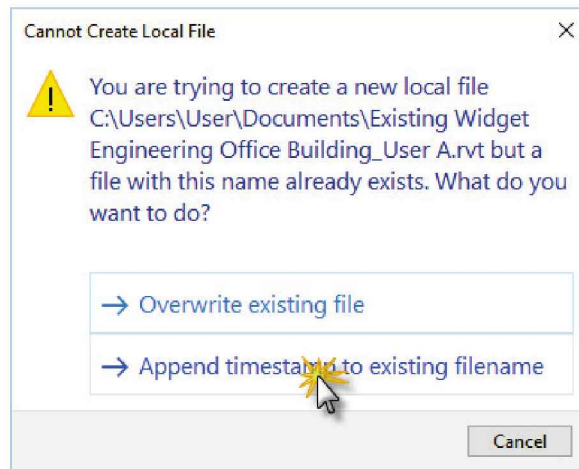 Cannot Create Local File
You are trying to create a new local file
C:\Users\User\Documents\Existing Widget
Engineering Office Building_User A.rvt but a
file with this name already exists. What do you
want to do?
→ Overwrite existing file
→ Append timestamp to existing filename
Cancel